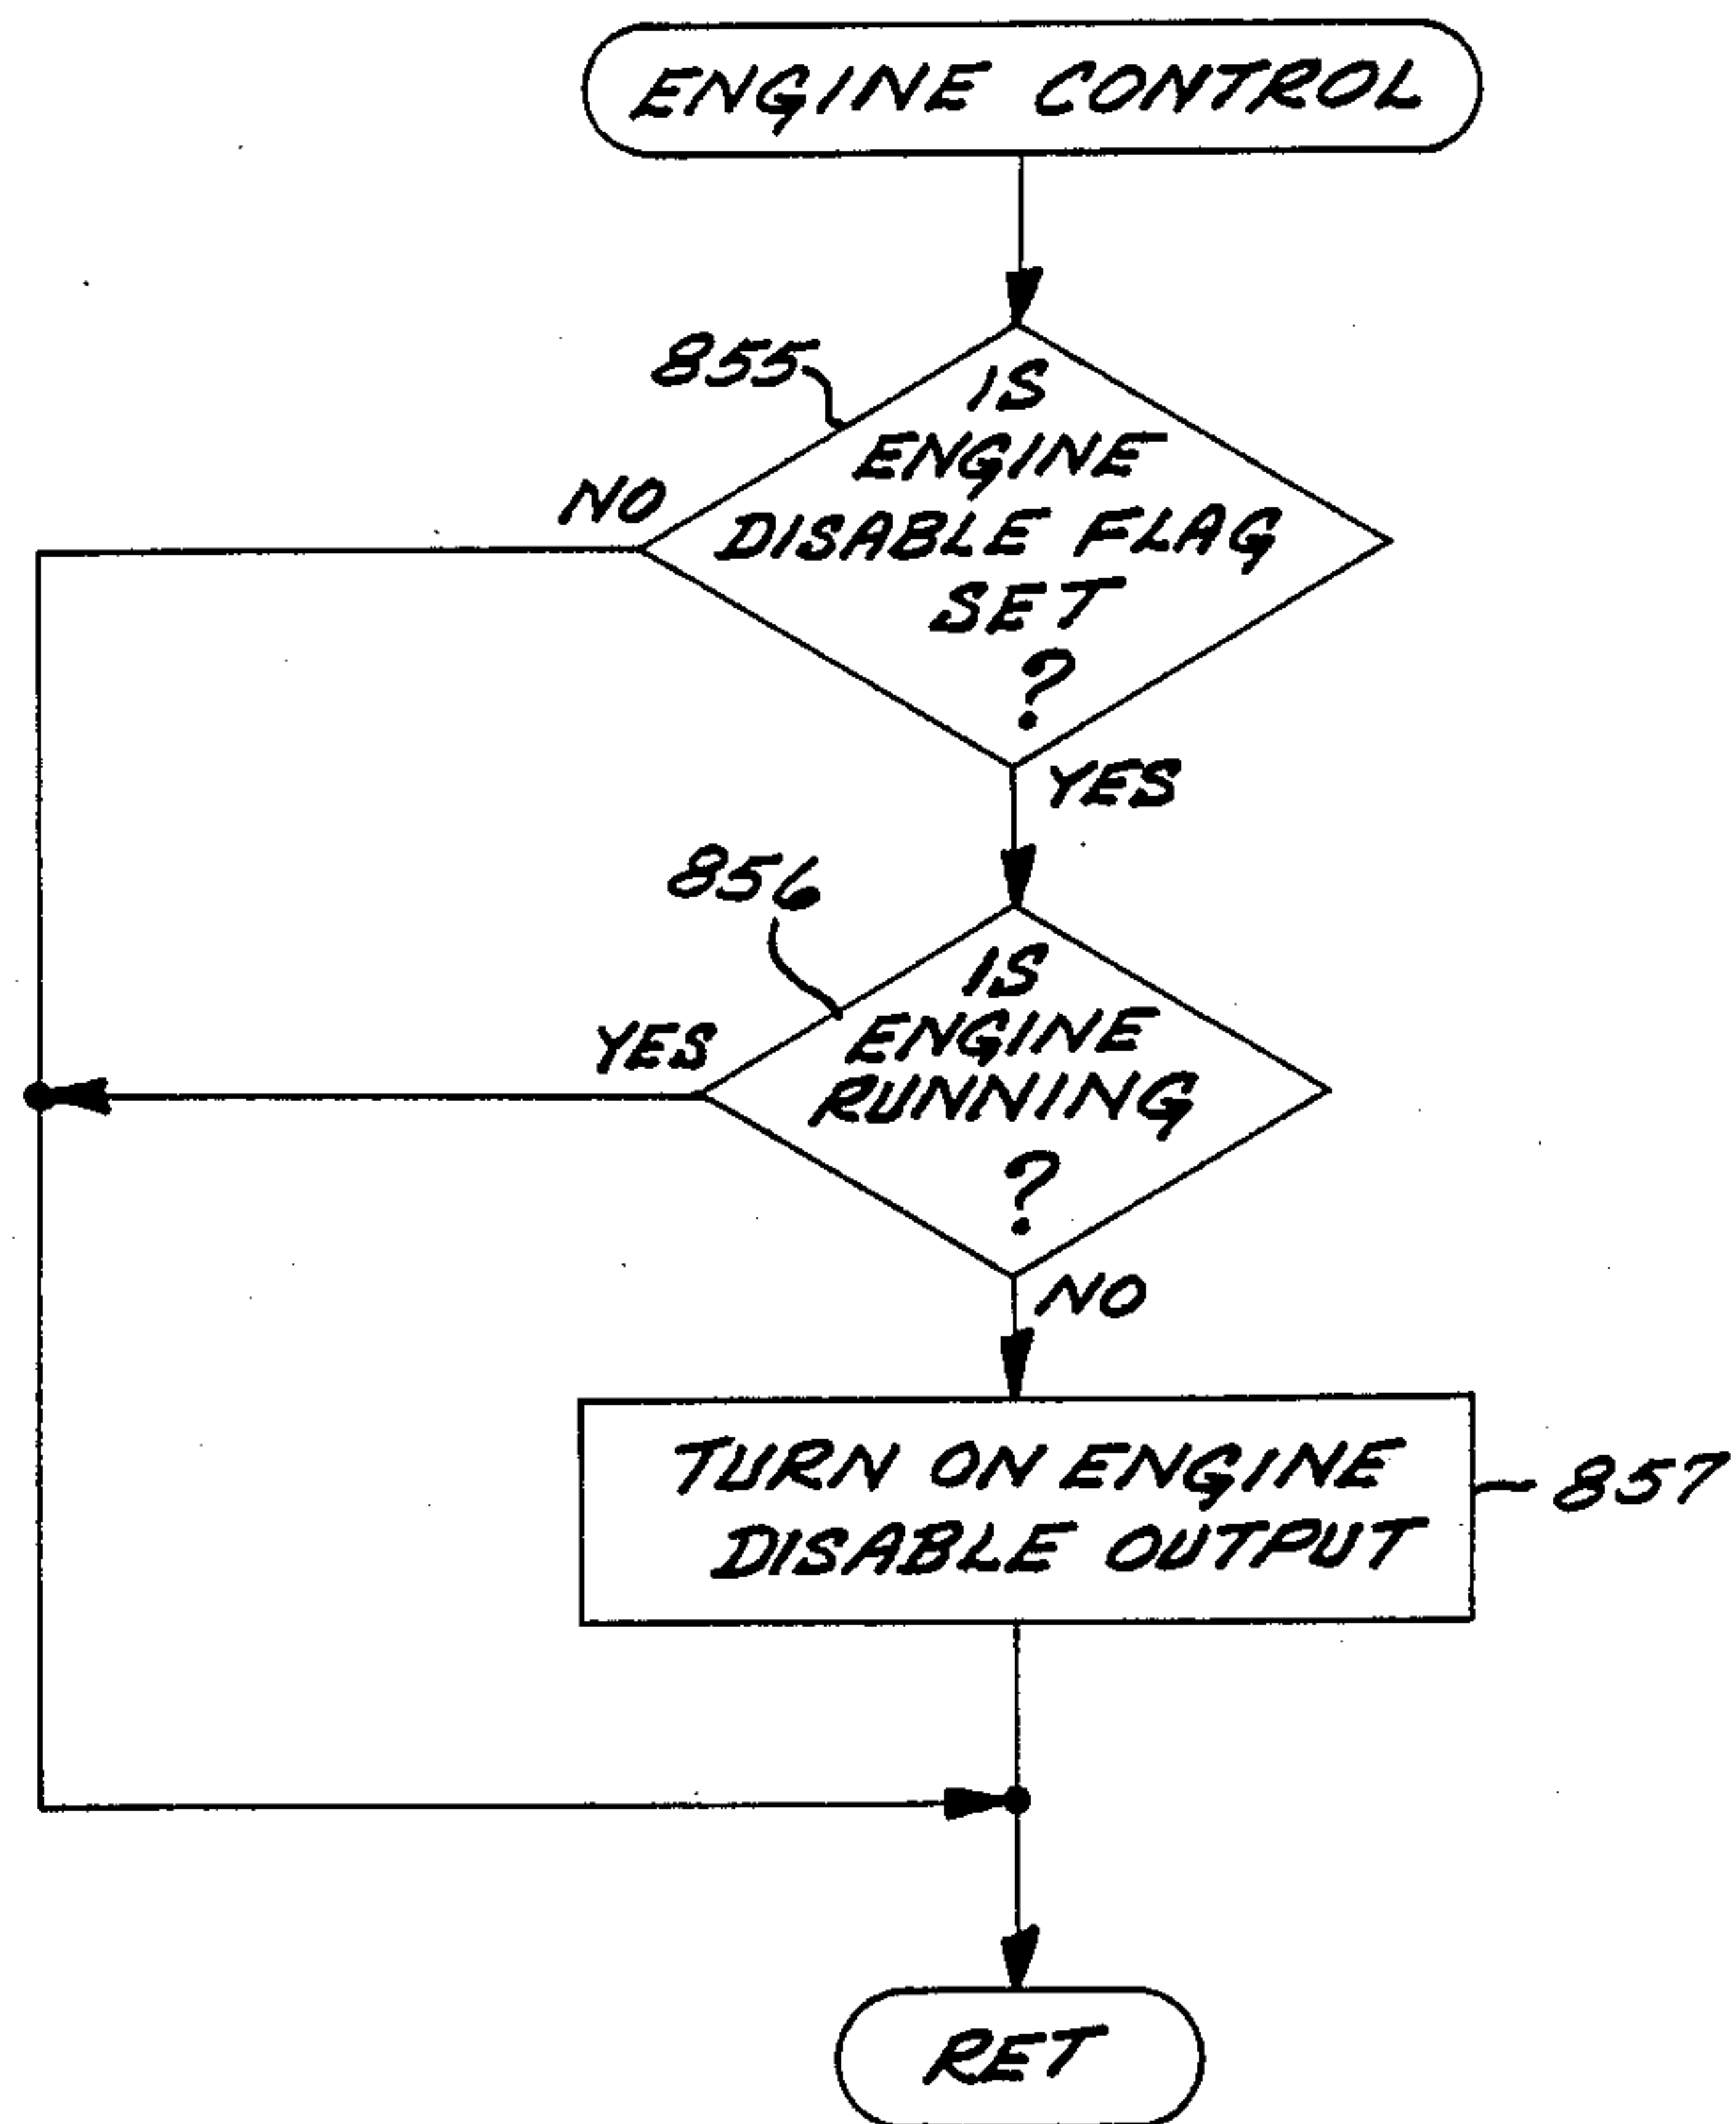 ENGINE CONTROL
855
IS
ENGINE
DISABLE FLAG
SET
?
NO
YES
856
IS
ENGINE
RUNNING
?
YES
NO
TURN ON ENGINE
DISABLE OUTPUT
857
RET